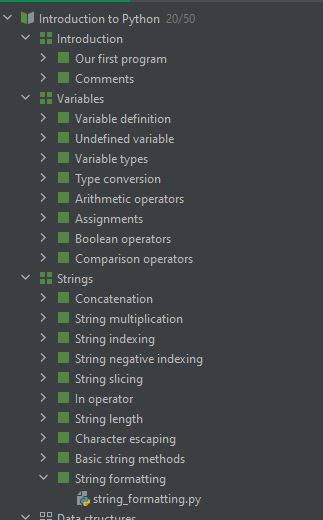 Introduction to Python 20/50
Introduction
Our first program
Comments
Variables
Variable definition
Undefined variable
Variable types
Type conversion
Arithmetic operators
Assignments
Boolean operators
Comparison operators
Strings
Concatenation
String multiplication
String indexing
String negative indexing
String slicing
In operator
String length
Character escaping
Basic string methods
String formatting
string_formatting.py
Data structures